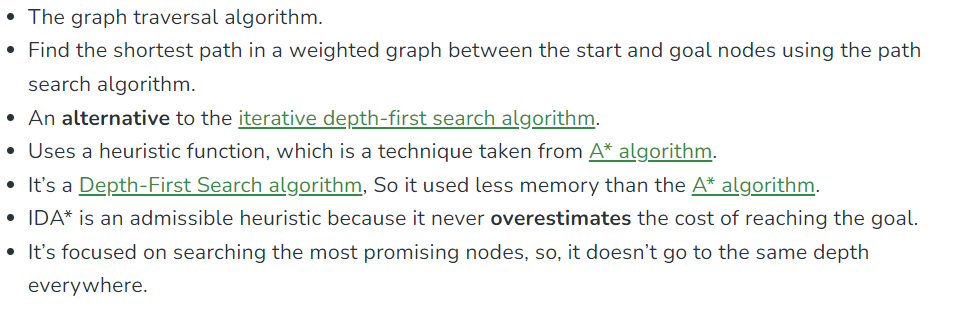 • The graph traversal algorithm.
• Find the shortest path in a weighted graph between the start and goal nodes using the path
search algorithm.
• An alternative to the iterative depth-first search algorithm.
• Uses a heuristic function, which is a technique taken from A* algorithm.
• It's a Depth-First Search algorithm, So it used less memory than the A* algorithm.
• IDA* is an admissible heuristic because it never overestimates the cost of reaching the goal.
• It's focused on searching the most promising nodes, so, it doesn't go to the same depth
everywhere.